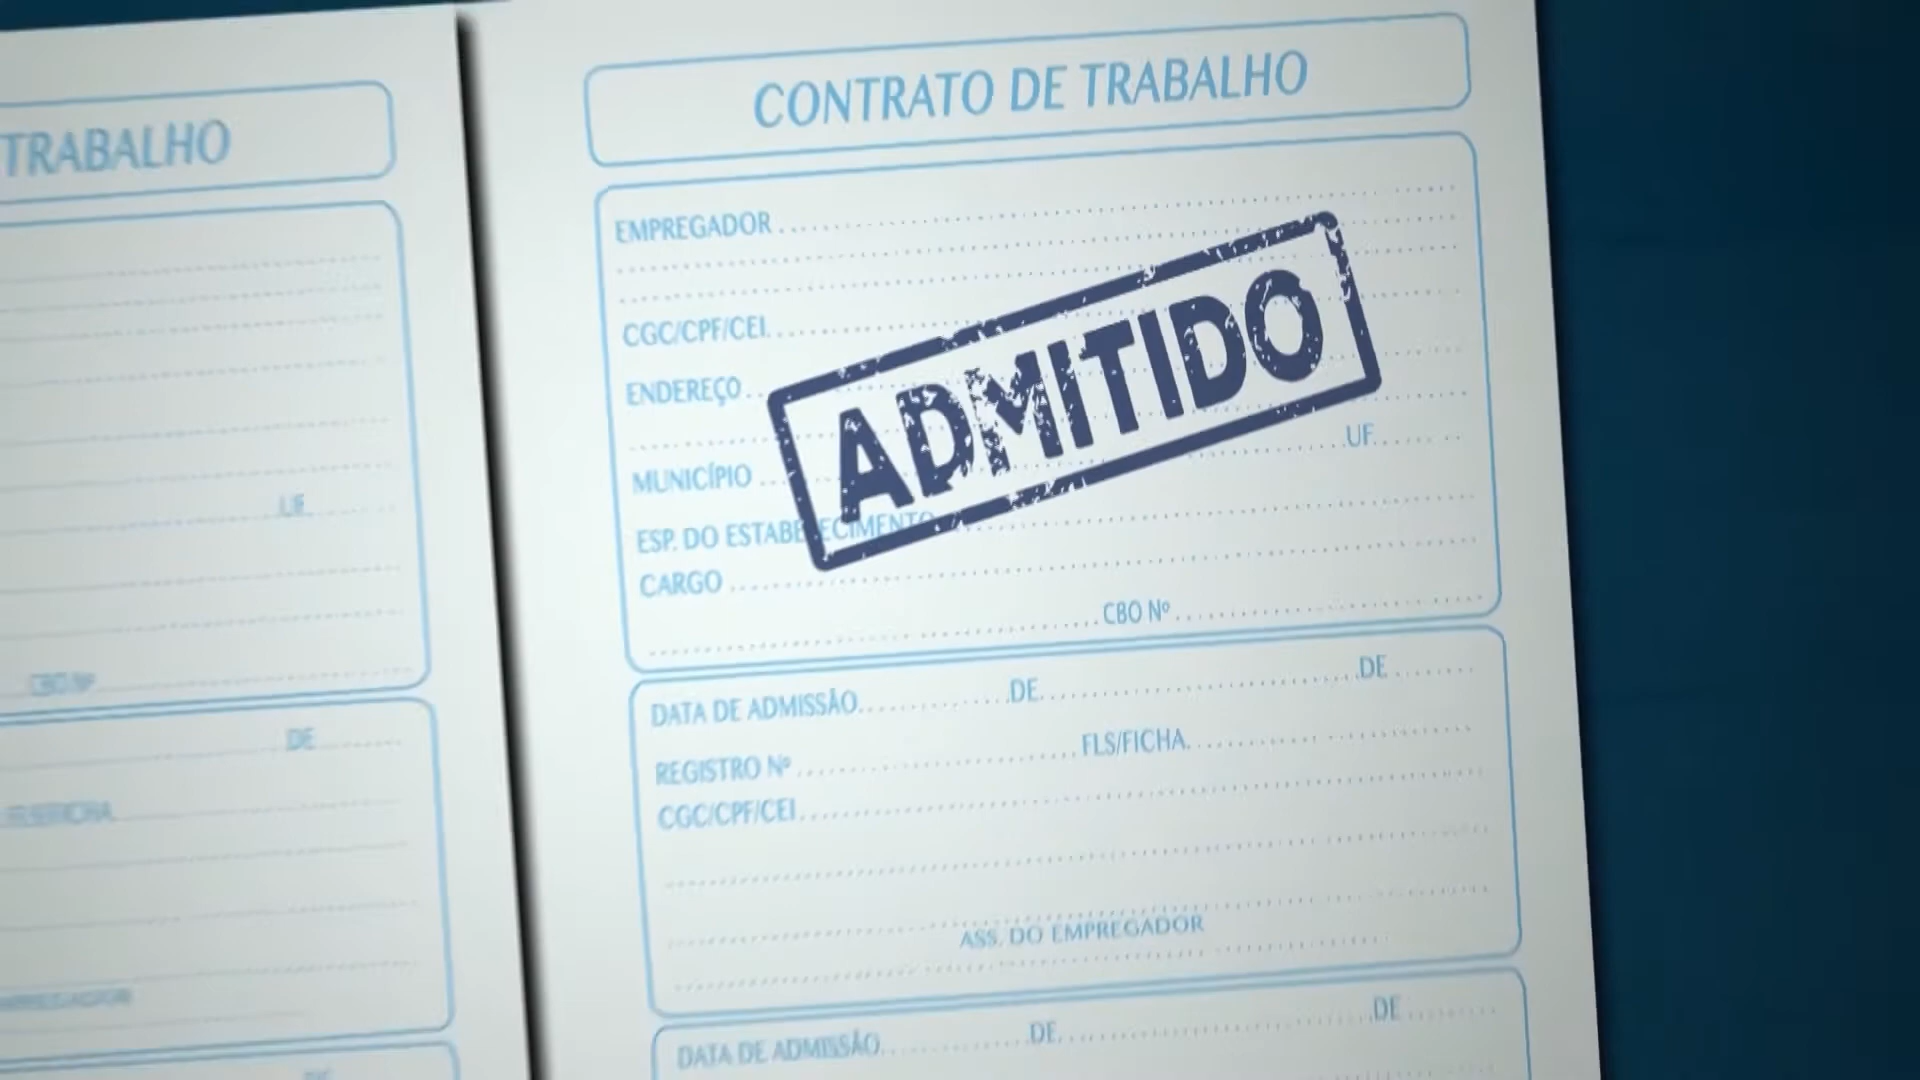 TRABALHO
UF
CBO Nº
DE
CONTRATO DE TRABALHO
EMPREGADOR
CGC/CPF/CEI
ENDEREÇO
MUNICÍPIO
UF
ESP. DO ESTABELECIMENTO
CARGO
CBO Nº
ADMITIDO
DATA DE ADMISSÃO DE DE
REGISTRO Nº FLS/FICHA
CGC/CPF/CEI
ASS. DO EMPREGADOR
DATA DE ADMISSÃO DE DE